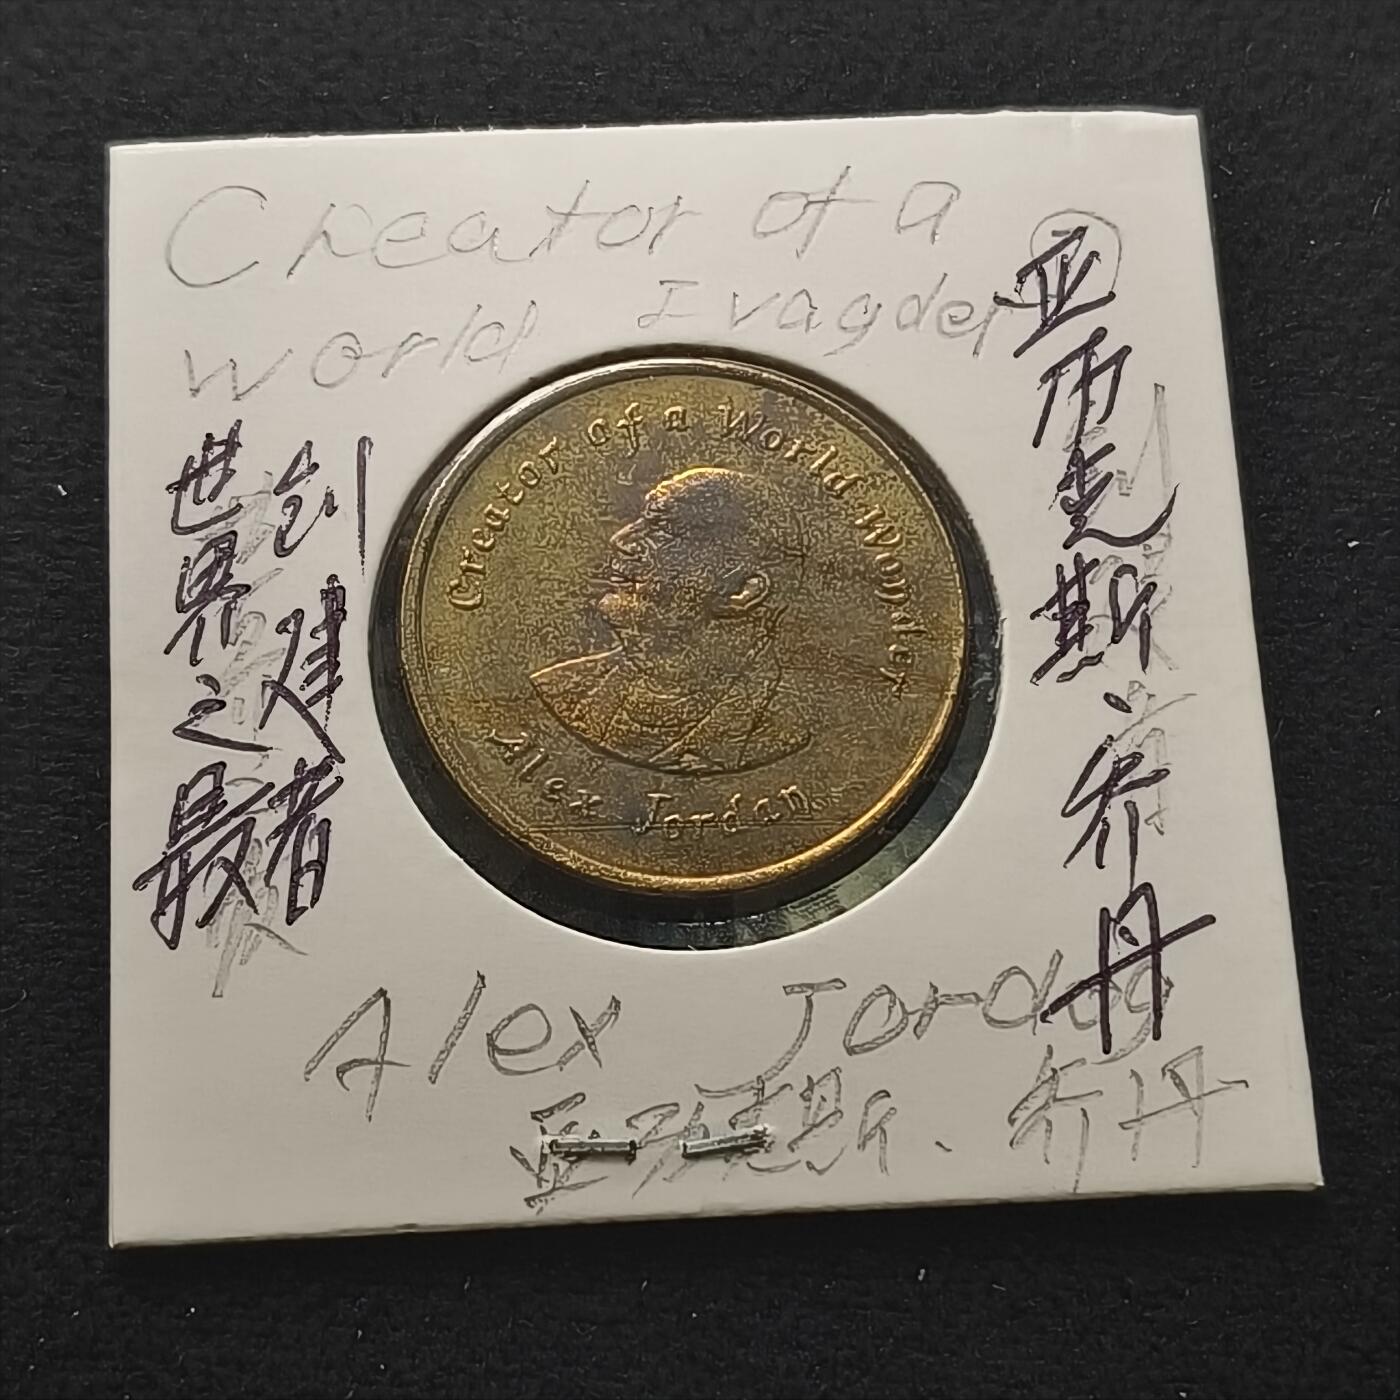 Creator of a
World Ivagder
Creator of a World Wonder
Alex Jordan
世界之最
创建者
亚历克斯乔丹
Alex Jordan
亚历克斯·乔丹